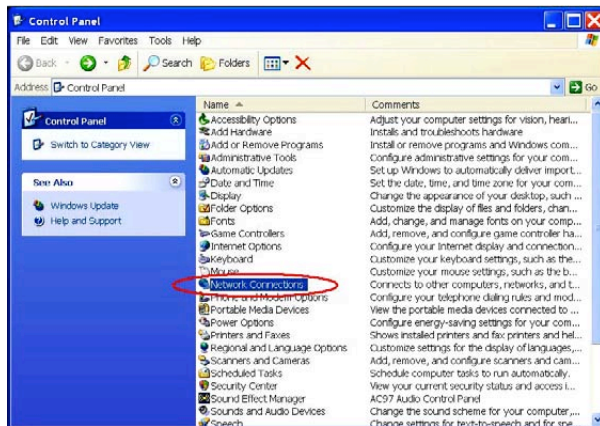 Control Panel
File Edit View Favorites Tools Help
Back Search Folders
Address Control Panel Go
Control Panel
Switch to Category View
See Also
Windows Update
Help and Support
Name Comments
Accessibility Options Adjust your computer settings for vision, heari...
Add Hardware Installs and troubleshoots hardware
Add or Remove Programs Install or remove programs and Windows com...
Administrative Tools Configure administrative settings for your com...
Automatic Updates Set up Windows to automatically deliver import...
Date and Time Set the date, time, and time zone for your com...
Display Change the appearance of your desktop, such ...
Folder Options Customize the display of files and folders, chan...
Fonts Add, change, and manage fonts on your comp...
Game Controllers Add, remove, and configure game controller ha...
Internet Options Configure your Internet display and connection...
Keyboard Customize your keyboard settings, such as the...
Mouse Customize your mouse settings, such as the b...
Network Connections Connects to other computers, networks, and t...
Phone and Modem Options Configure your telephone dialing rules and mod...
Portable Media Devices View the portable media devices connected to ...
Power Options Configure energy-saving settings for your com...
Printers and Faxes Shows installed printers and fax printers and hel...
Regional and Language Options Customize settings for the display of languages,...
Scanners and Cameras Add, remove, and configure scanners and cam...
Scheduled Tasks Schedule computer tasks to run automatically.
Security Center View your current security status and access i...
Sound Effect Manager AC97 Audio Control Panel
Sounds and Audio Devices Change the sound scheme for your computer,...
Speech Change settings for text-to-speech and for spe...